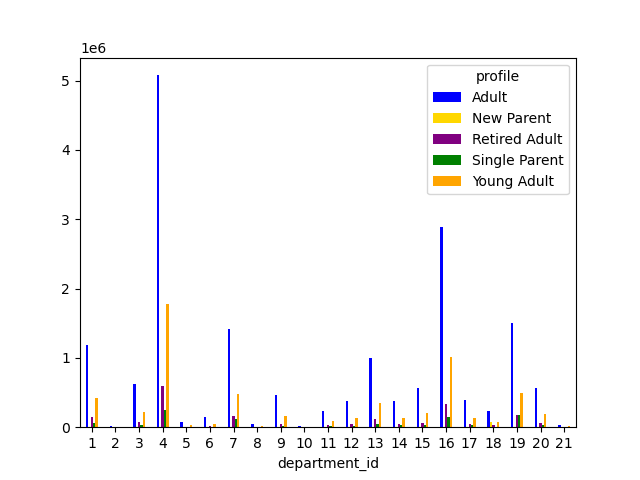 1e6
5
4
3
2
1
0
profile
Adult
New Parent
Retired Adult
Single Parent
Young Adult
1 2 3 4 5 6 7 8 9 10 11 12 13 14 15 16 17 18 19 20 21
department_id